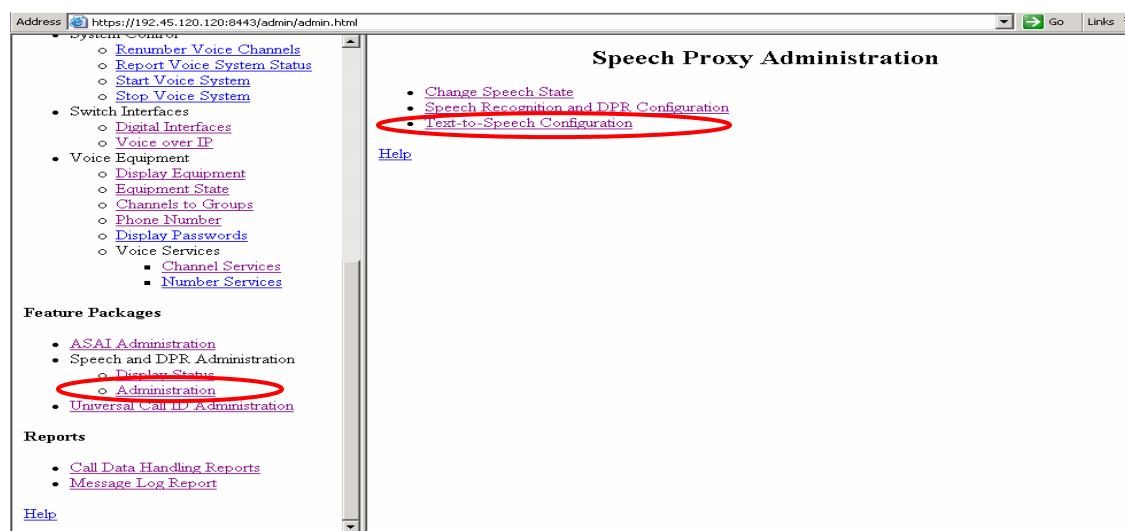 Address https://192.45.120.120:8443/admin/admin.html Go Links
System Control
Renumber Voice Channels
Report Voice System Status
Start Voice System
Stop Voice System
Switch Interfaces
Digital Interfaces
Voice over IP
Voice Equipment
Display Equipment
Equipment State
Channels to Groups
Phone Number
Display Passwords
Voice Services
Channel Services
Number Services
Feature Packages
ASAI Administration
Speech and DPR Administration
Display Status
Administration
Universal Call ID Administration
Reports
Call Data Handling Reports
Message Log Report
Help
Speech Proxy Administration
Change Speech State
Speech Recognition and DPR Configuration
Text-to-Speech Configuration
Help